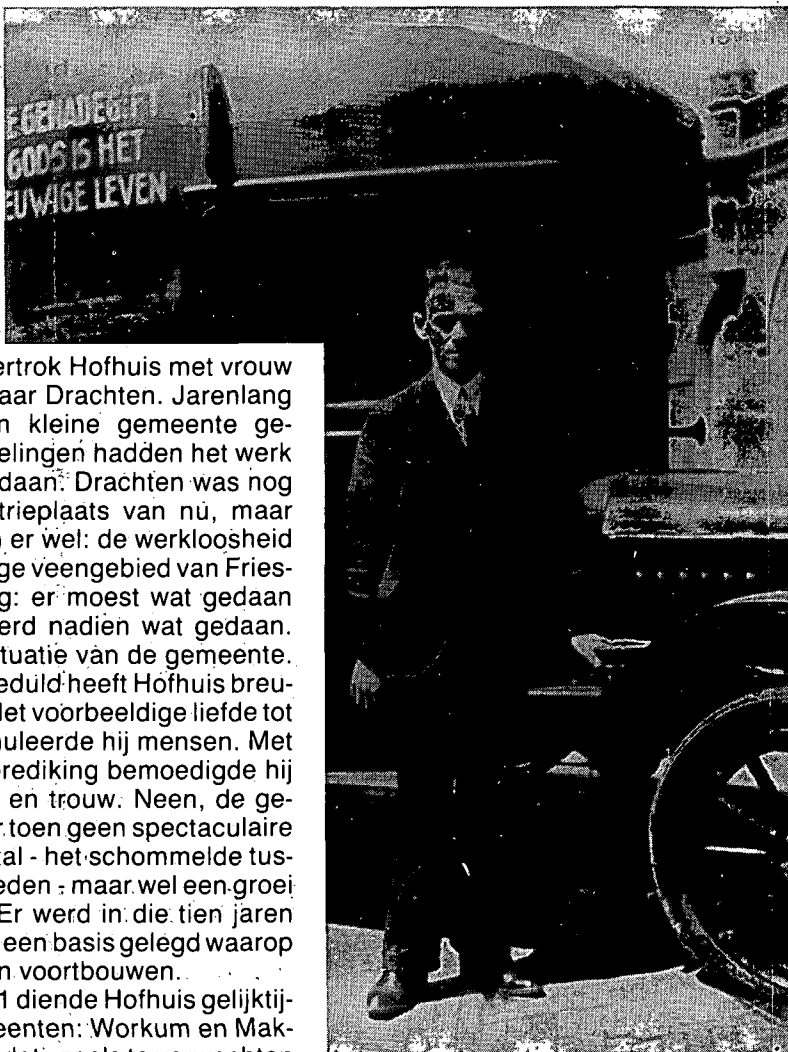 E GENADEGIFT
GODS IS HET
EUWIGE LEVEN
ertrok Hofhuis met vrouw
aar Drachten. Jarenlang
n kleine gemeente ge-
elingen hadden het werk
daan. Drachten was nog
trieplaats van nu, maar
er wel: de werkloosheid
ge veengebied van Fries-
g: er moest wat gedaan
erd nadien wat gedaan.
tuatie van de gemeente.
eduld heeft Hofhuis breu-
let voorbeeldige liefde tot
uleerde hij mensen. Met
rediking bemoedigde hij
en trouw. Neen, de ge-
r toen geen spectaculaire
al - het schommelde tus-
eden - maar wel een groei
Er werd in die tien jaren
een basis gelegd waarop
n voortbouwen.
1 diende Hofhuis gelijktij-
eenten: Workum en Mak-